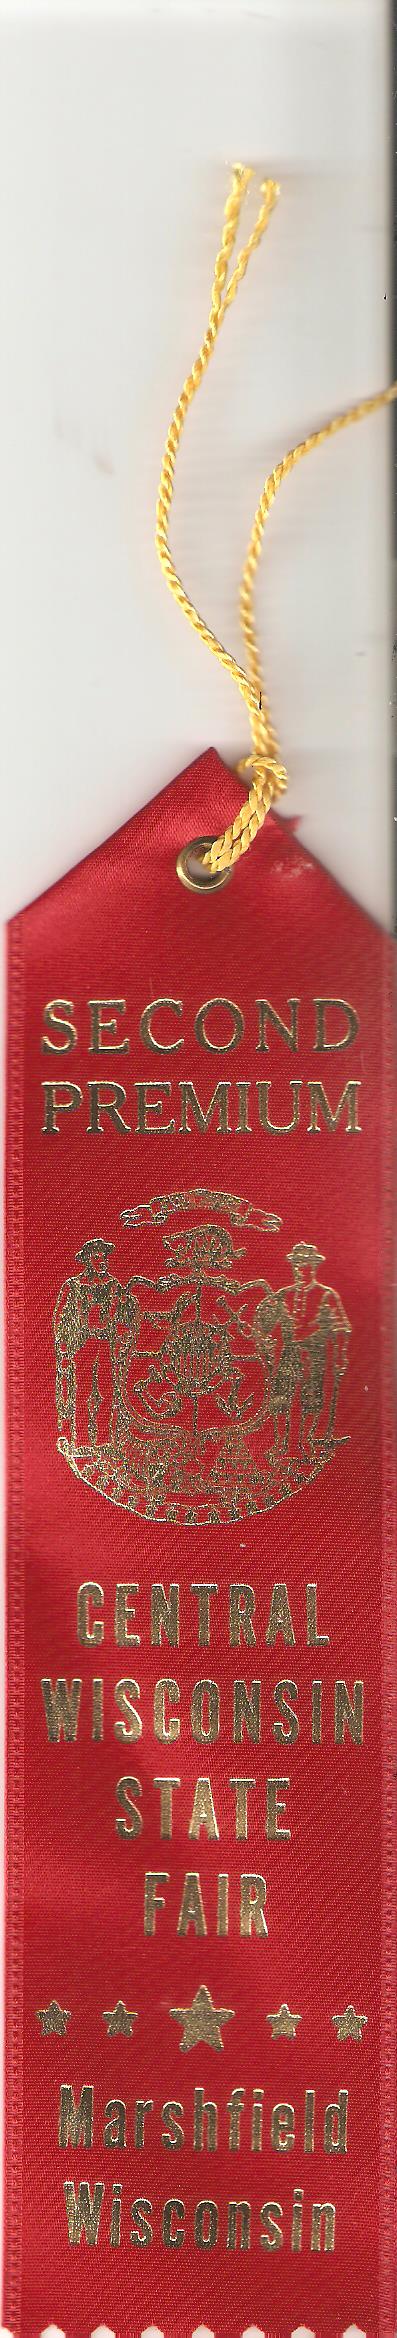 SECOND
PREMIUM
CENTRAL
WISCONSIN
STATE
FAIR
Marshfield
Wisconsin